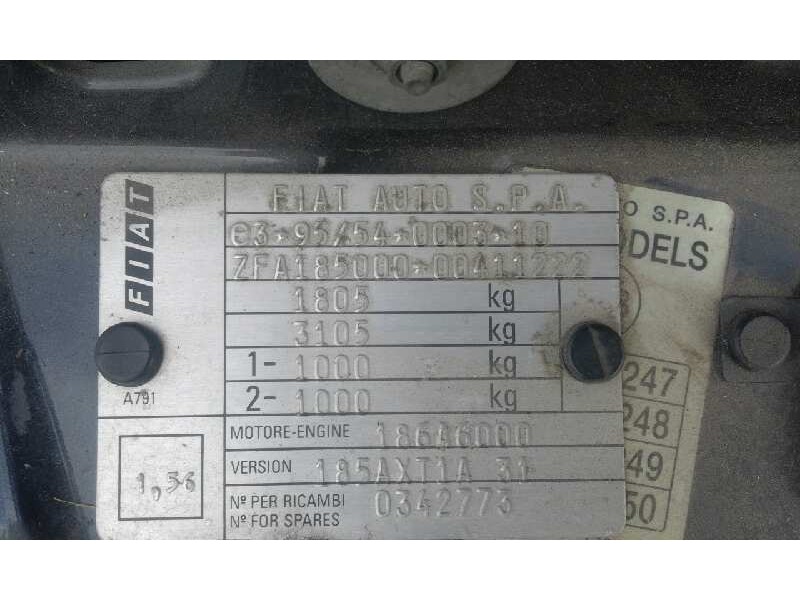 FIAT
FIAT AUTO S.P.A.
e3*95/54*0003*10
ZFA185000*00411222
1805 kg
3105 kg
1- 1000 kg
2- 1000 kg
A791
MOTORE-ENGINE 186A6000
VERSION 185AXT1A 31
1,56
Nº PER RICAMBI
Nº FOR SPARES
0342773
O S.P.A.
DELS
247
248
49
50